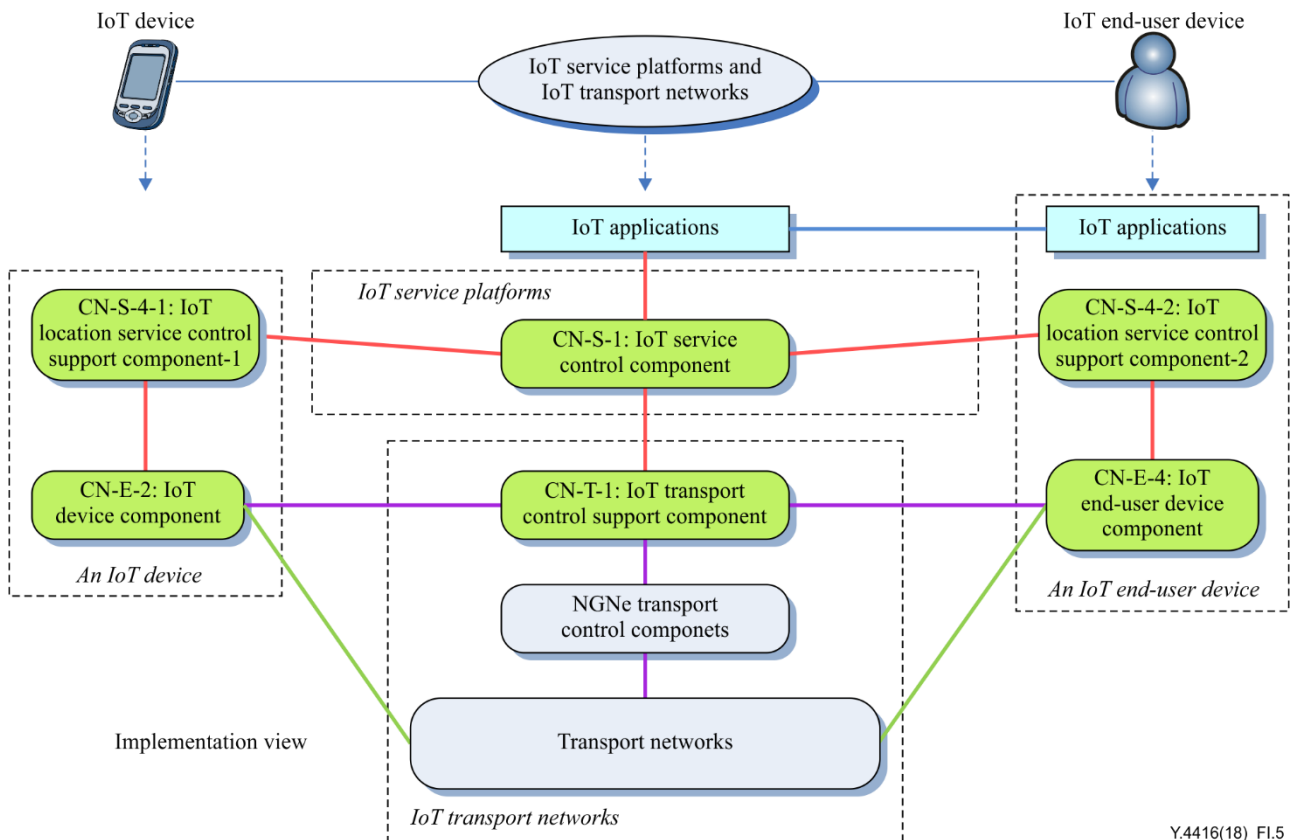 IoT device
IoT service platforms and
IoT transport networks
IoT end-user device
IoT applications
IoT applications
IoT service platforms
CN-S-4-1: IoT
location service control
support component-1
CN-S-1: IoT service
control component
CN-S-4-2: IoT
location service control
support component-2
CN-E-2: IoT
device component
CN-T-1: IoT transport
control support component
CN-E-4: IoT
end-user device
component
An IoT device
An IoT end-user device
NGNe transport
control componets
Implementation view
Transport networks
IoT transport networks
Y.4416(18)_FI.5